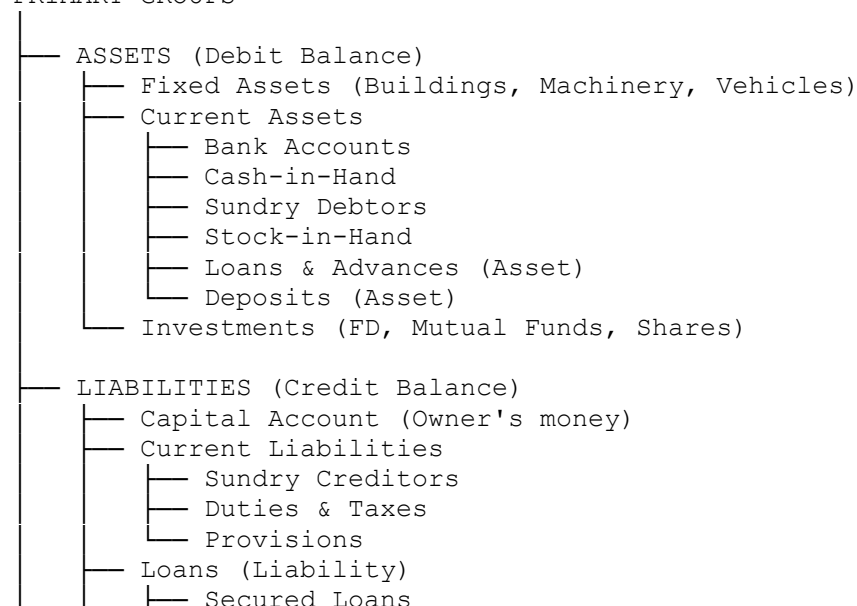 PRIMARY GROUPS
│
├── ASSETS (Debit Balance)
│   ├── Fixed Assets (Buildings, Machinery, Vehicles)
│   ├── Current Assets
│   │   ├── Bank Accounts
│   │   ├── Cash-in-Hand
│   │   ├── Sundry Debtors
│   │   ├── Stock-in-Hand
│   │   ├── Loans & Advances (Asset)
│   │   └── Deposits (Asset)
│   └── Investments (FD, Mutual Funds, Shares)
│
├── LIABILITIES (Credit Balance)
│   ├── Capital Account (Owner's money)
│   ├── Current Liabilities
│   │   ├── Sundry Creditors
│   │   ├── Duties & Taxes
│   │   └── Provisions
│   ├── Loans (Liability)
│   │   ├── Secured Loans